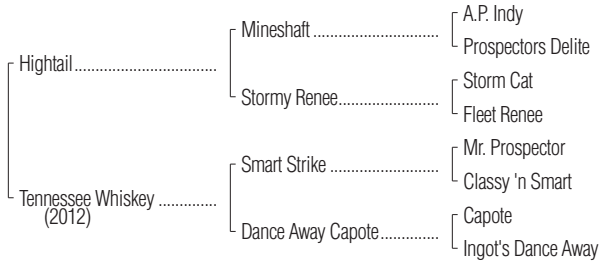 A.P. Indy
Mineshaft ........................
Prospectors Delite
Hightail..................................
Storm Cat
Stormy Renee........................
Fleet Renee
Mr. Prospector
Smart Strike ..........................
Classy 'n Smart
Tennessee Whiskey ..............
(2012)
Capote
Dance Away Capote..............
Ingot's Dance Away